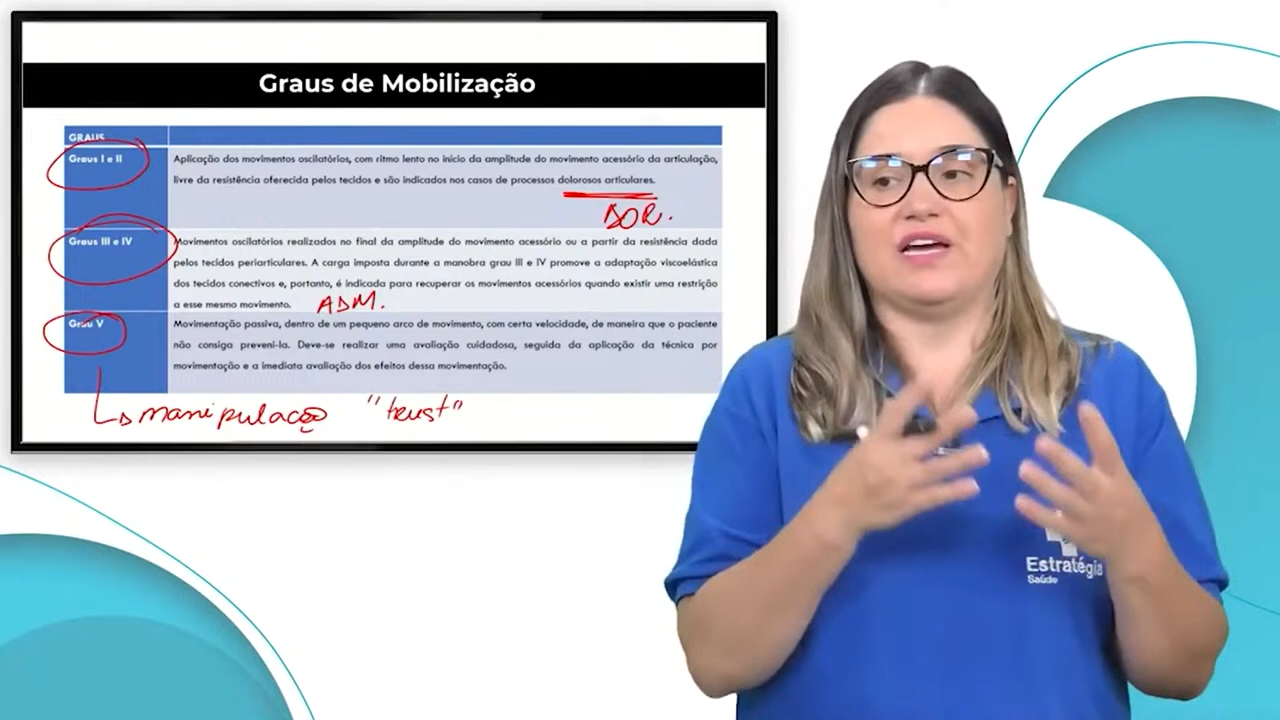 Graus de Mobilização
GRAUS
Graus I e II
Aplicação dos movimentos oscilatórios, com ritmo lento no início da amplitude do movimento acessório da articulação,
livre da resistência oferecida pelos tecidos e são indicados nos casos de processos dolorosos articulares.
DOR.
Graus III e IV
Movimentos oscilatórios realizados no final da amplitude do movimento acessório ou a partir da resistência dada
pelos tecidos periarticulares. A carga imposta durante a manobra grau III e IV promove a adaptação viscoelástica
dos tecidos conectivos e, portanto, é indicada para recuperar os movimentos acessórios quando existir uma restrição
a esse mesmo movimento.
ADM.
Grau V
Movimentação passiva, dentro de um pequeno arco de movimento, com certa velocidade, de maneira que o paciente
não consiga preveni-la. Deve-se realizar uma avaliação cuidadosa, seguida da aplicação da técnica por
movimentação e a imediata avaliação dos efeitos dessa movimentação.
manipulação "trust"
Estratégia
Saúde